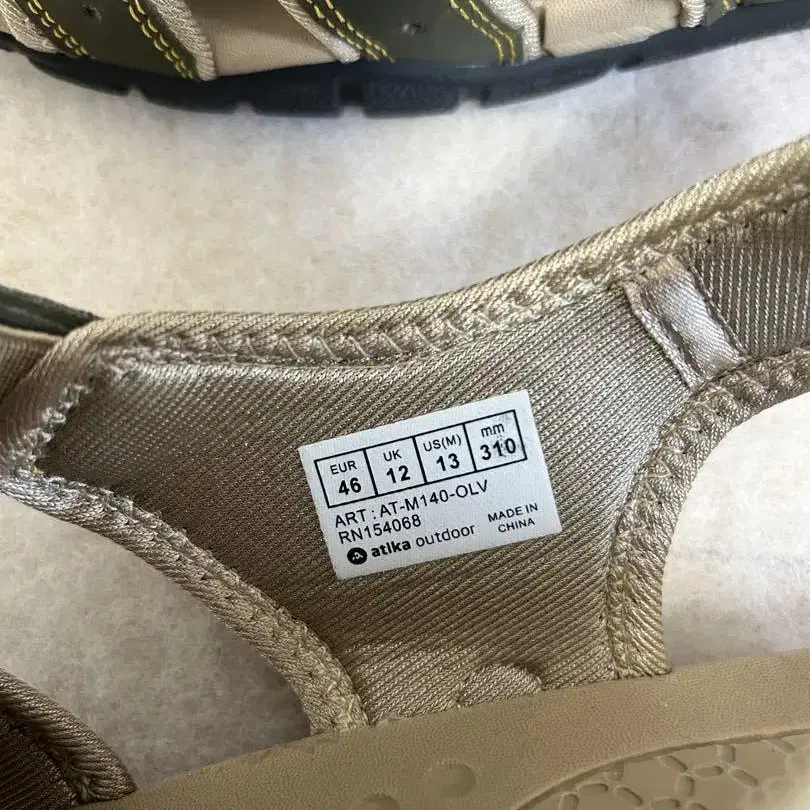 EUR UK US(M) mm
46 12 13 310
ART : AT-M140-OLV
RN154068
atika outdoor
MADE IN
CHINA